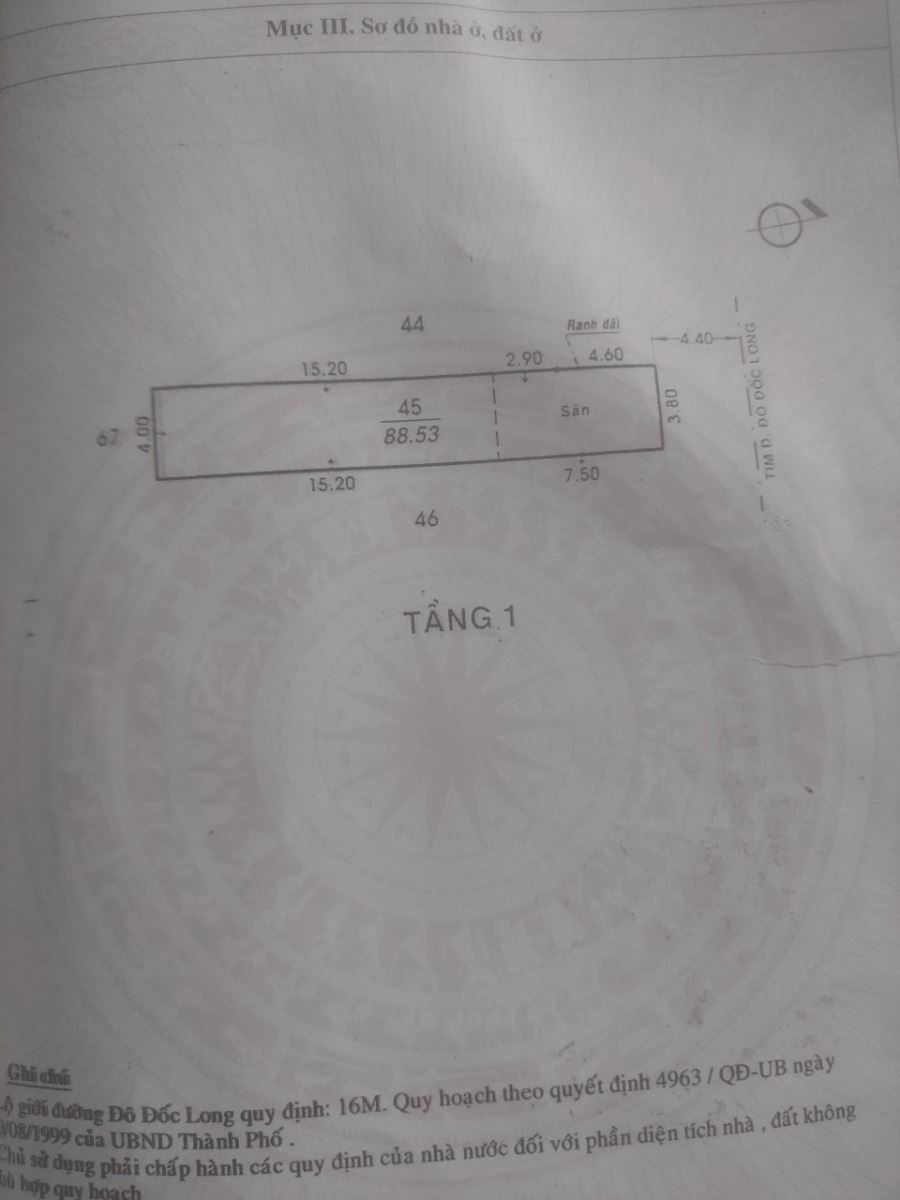 Mục III. Sơ đồ nhà ở, đất ở
44
Ranh đất
4.40
15.20
2.90
4.60
TIM Đ. ĐÔ ĐỐC LONG
67
4.00
45
88.53
Sân
3.80
15.20
7.50
46
TẦNG 1
Ghi chú
giới đường Đô Đốc Long quy định: 16M. Quy hoạch theo quyết định 4963 / QĐ-UB ngày
/08/1999 của UBND Thành Phố .
Chủ sử dụng phải chấp hành các quy định của nhà nước đối với phần diện tích nhà , đất không
hợp quy hoạch